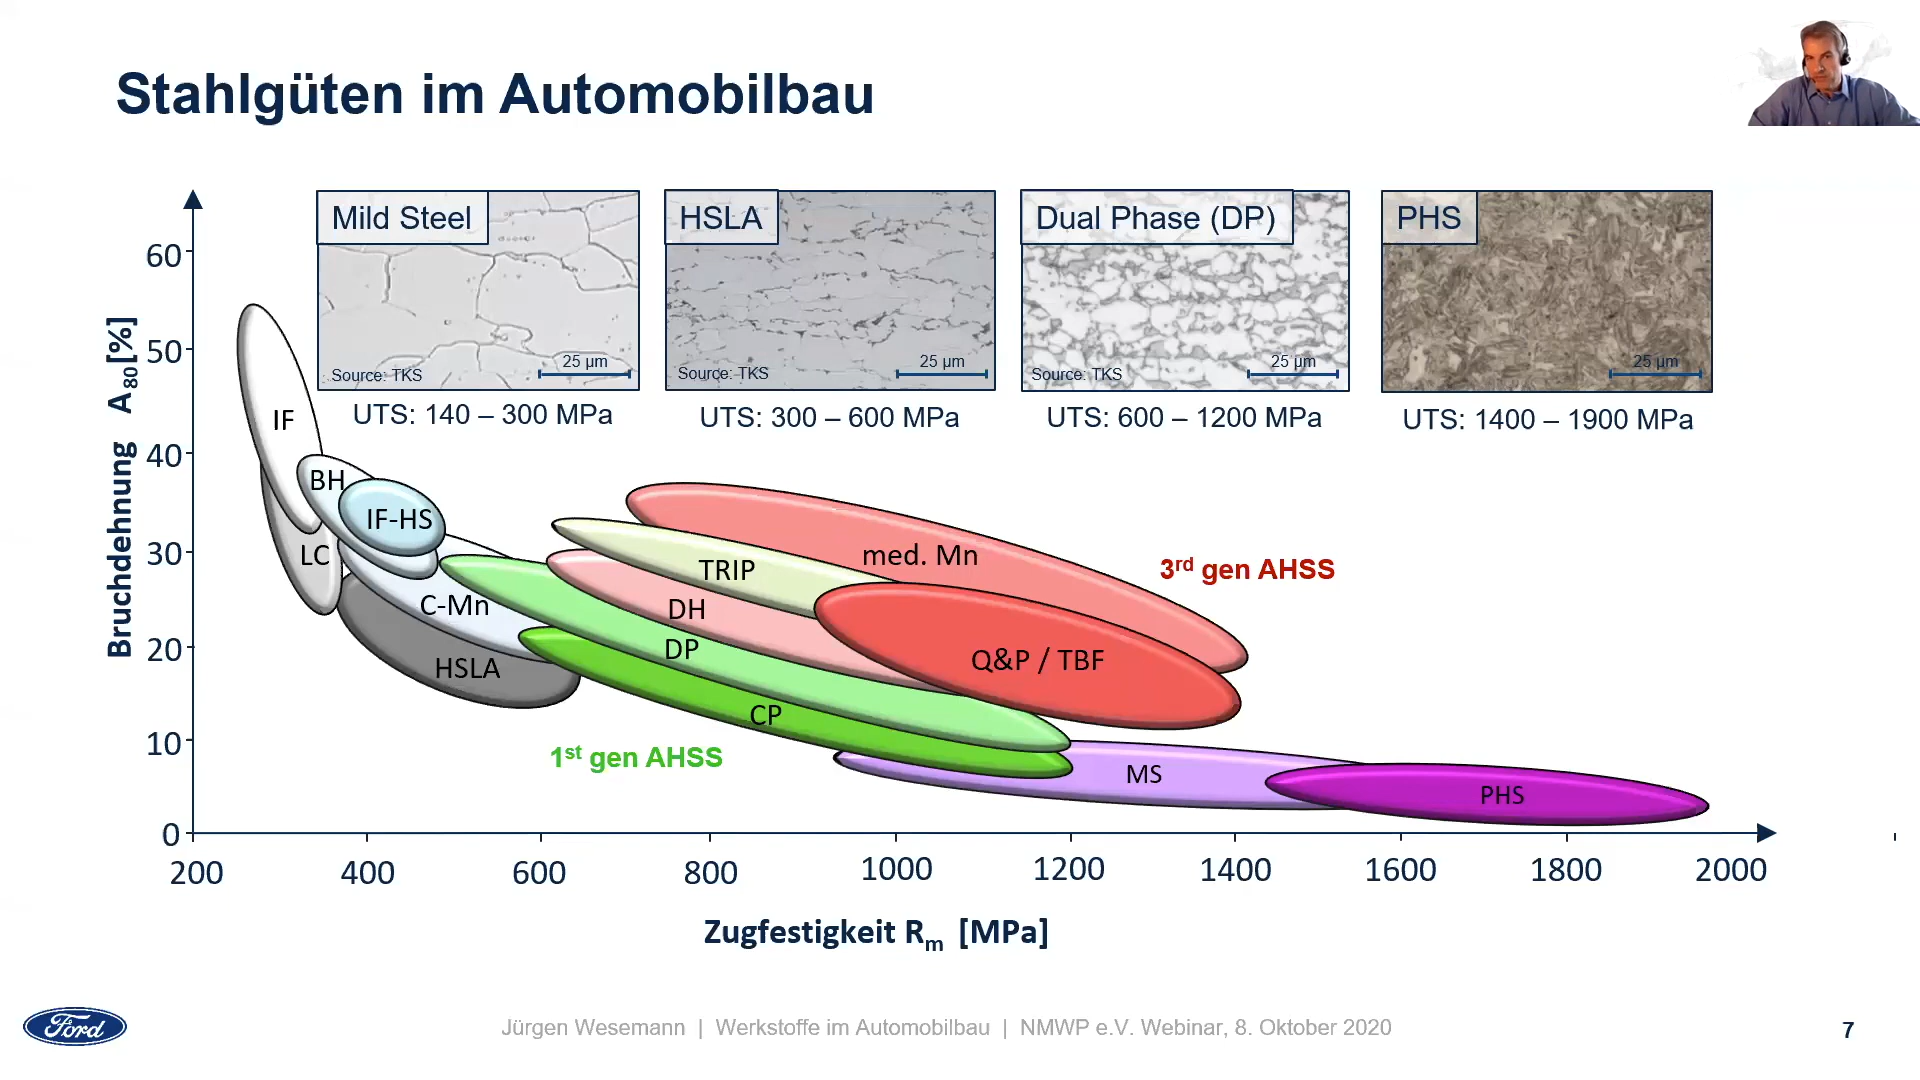 Stahlgüten im Automobilbau
Mild Steel
HSLA
Dual Phase (DP)
PHS
25 µm
Source: TKS
25 µm
Source: TKS
25 µm
Source: TKS
25 µm
UTS: 140 – 300 MPa
UTS: 300 – 600 MPa
UTS: 600 – 1200 MPa
UTS: 1400 – 1900 MPa
Bruchdehnung A80 [%]
60
50
40
30
20
10
0
IF
BH
IF-HS
LC
C-Mn
HSLA
TRIP
med. Mn
DH
DP
Q&P / TBF
CP
MS
PHS
3rd gen AHSS
1st gen AHSS
200 400 600 800 1000 1200 1400 1600 1800 2000
Zugfestigkeit Rm [MPa]
Ford
Jürgen Wesemann | Werkstoffe im Automobilbau | NMWP e.V. Webinar, 8. Oktober 2020
7